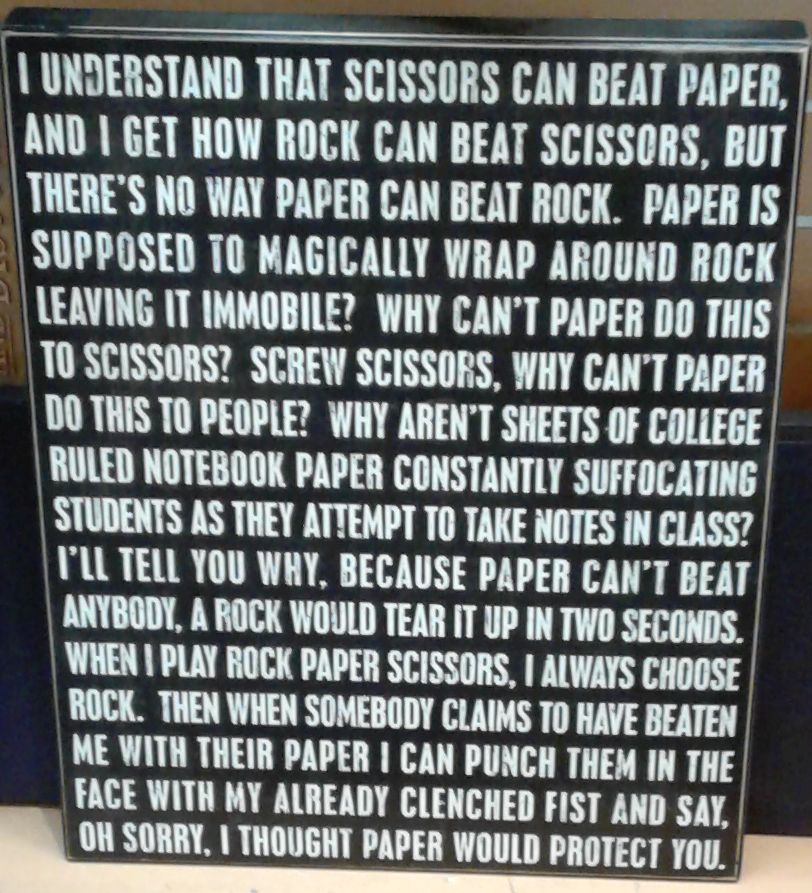 I UNDERSTAND THAT SCISSORS CAN BEAT PAPER,
AND I GET HOW ROCK CAN BEAT SCISSORS, BUT
THERE'S NO WAY PAPER CAN BEAT ROCK. PAPER IS
SUPPOSED TO MAGICALLY WRAP AROUND ROCK
LEAVING IT IMMOBILE? WHY CAN'T PAPER DO THIS
TO SCISSORS? SCREW SCISSORS, WHY CAN'T PAPER
DO THIS TO PEOPLE? WHY AREN'T SHEETS OF COLLEGE
RULED NOTEBOOK PAPER CONSTANTLY SUFFOCATING
STUDENTS AS THEY ATTEMPT TO TAKE NOTES IN CLASS?
I'LL TELL YOU WHY, BECAUSE PAPER CAN'T BEAT
ANYBODY, A ROCK WOULD TEAR IT UP IN TWO SECONDS.
WHEN I PLAY ROCK PAPER SCISSORS, I ALWAYS CHOOSE
ROCK. THEN WHEN SOMEBODY CLAIMS TO HAVE BEATEN
ME WITH THEIR PAPER I CAN PUNCH THEM IN THE
FACE WITH MY ALREADY CLENCHED FIST AND SAY,
OH SORRY, I THOUGHT PAPER WOULD PROTECT YOU.